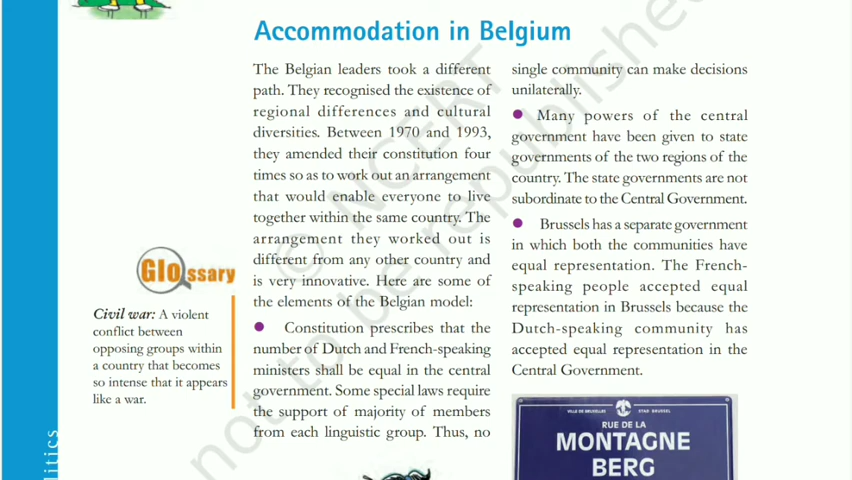 Accommodation in Belgium
The Belgian leaders took a different
path. They recognised the existence of
regional differences and cultural
diversities. Between 1970 and 1993,
they amended their constitution four
times so as to work out an arrangement
that would enable everyone to live
together within the same country. The
arrangement they worked out is
different from any other country and
is very innovative. Here are some of
the elements of the Belgian model:
● Constitution prescribes that the
number of Dutch and French-speaking
ministers shall be equal in the central
government. Some special laws require
the support of majority of members
from each linguistic group. Thus, no
single community can make decisions
unilaterally.
● Many powers of the central
government have been given to state
governments of the two regions of the
country. The state governments are not
subordinate to the Central Government.
● Brussels has a separate government
in which both the communities have
equal representation. The French-
speaking people accepted equal
representation in Brussels because the
Dutch-speaking community has
accepted equal representation in the
Central Government.
Glossary
Civil war: A violent
conflict between
opposing groups within
a country that becomes
so intense that it appears
like a war.
VILLE DE BRUXELLES STAD BRUSSEL
RUE DE LA
MONTAGNE
BERG
litics
© NCERT
not to be republished